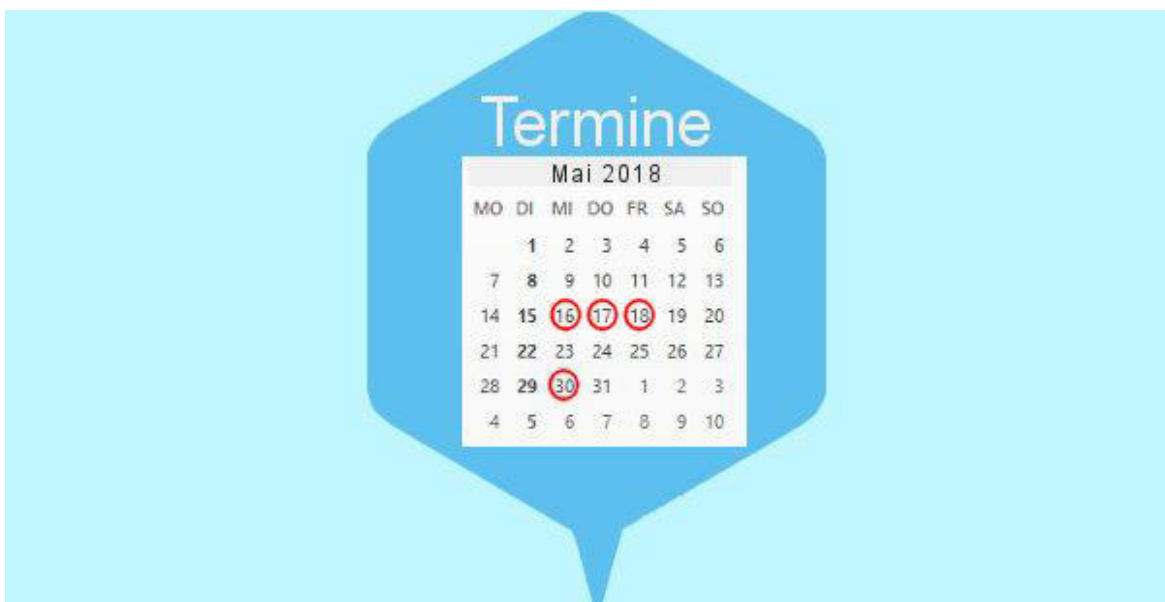 Termine
Mai 2018
MO DI MI DO FR SA SO
1 2 3 4 5 6
7 8 9 10 11 12 13
14 15 16 17 18 19 20
21 22 23 24 25 26 27
28 29 30 31 1 2 3
4 5 6 7 8 9 10